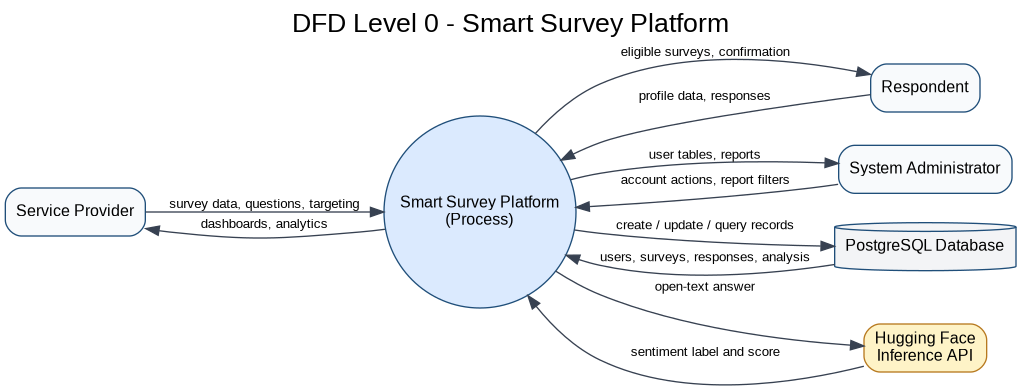 DFD Level 0 - Smart Survey Platform
eligible surveys, confirmation
Respondent
profile data, responses
user tables, reports
System Administrator
account actions, report filters
Smart Survey Platform
(Process)
Service Provider
survey data, questions, targeting
dashboards, analytics
create / update / query records
PostgreSQL Database
users, surveys, responses, analysis
open-text answer
Hugging Face
Inference API
sentiment label and score